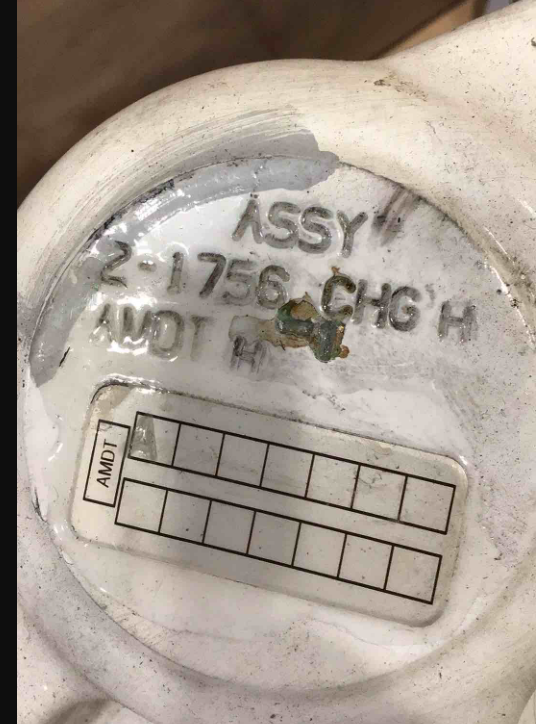 ASSY
2-1756 CHG H
AMDT H
AMDT A